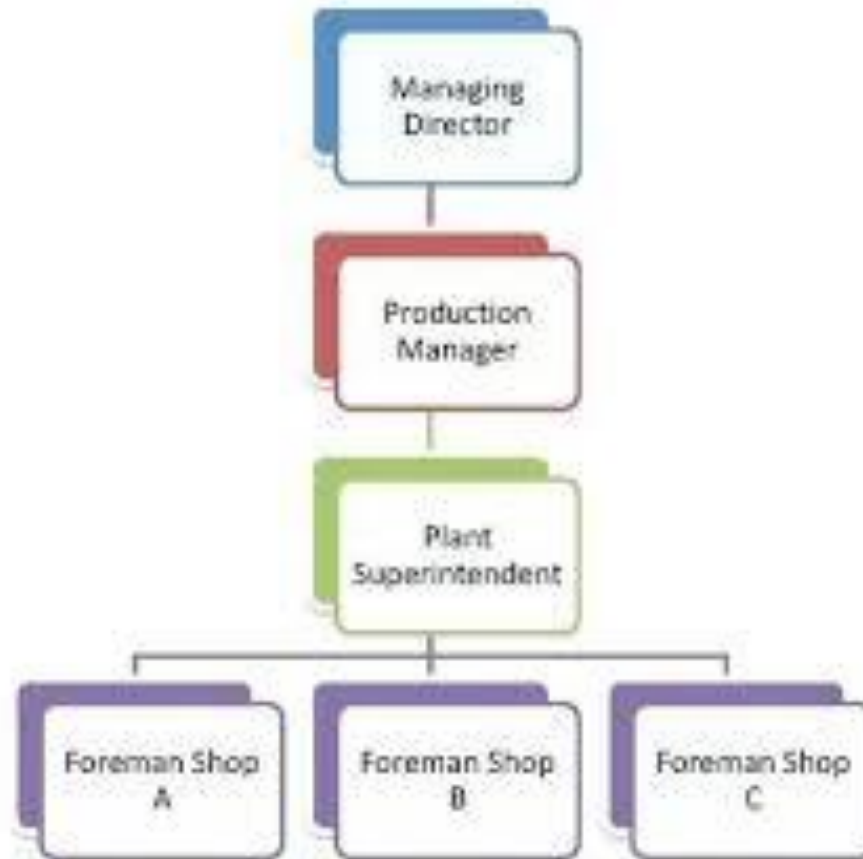 Managing
Director
Production
Manager
Plant
Superintendent
Foreman Shop
A
Foreman Shop
B
Foreman Shop
C